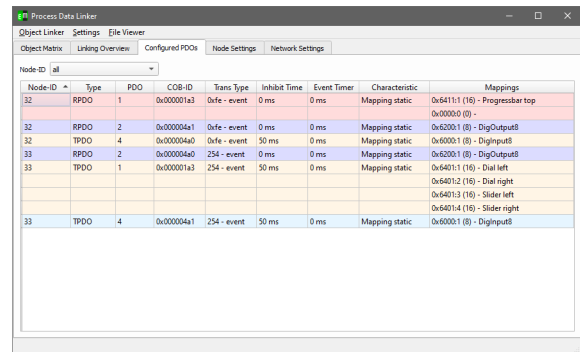 Process Data Linker
Object Linker Settings File Viewer
Object Matrix Linking Overview Configured PDOs Node Settings Network Settings
Node-ID all
Node-ID Type PDO COB-ID Trans Type Inhibit Time Event Timer Characteristic Mappings
32 RPDO 1 0x000001a3 0xfe - event 0 ms 0 ms Mapping static 0x6411:1 (16) - Progressbar top
0x0000:0 (0) -
32 RPDO 2 0x000004a1 0xfe - event 0 ms 0 ms Mapping static 0x6200:1 (8) - DigOutput8
32 TPDO 4 0x000004a0 0xfe - event 50 ms 0 ms Mapping static 0x6000:1 (8) - DigInput8
33 RPDO 2 0x000004a0 254 - event 0 ms 0 ms Mapping static 0x6200:1 (8) - DigOutput8
33 TPDO 1 0x000001a3 254 - event 50 ms 0 ms Mapping static 0x6401:1 (16) - Dial left
0x6401:2 (16) - Dial right
0x6401:3 (16) - Slider left
0x6401:4 (16) - Slider right
33 TPDO 4 0x000004a1 254 - event 50 ms 0 ms Mapping static 0x6000:1 (8) - DigInput8